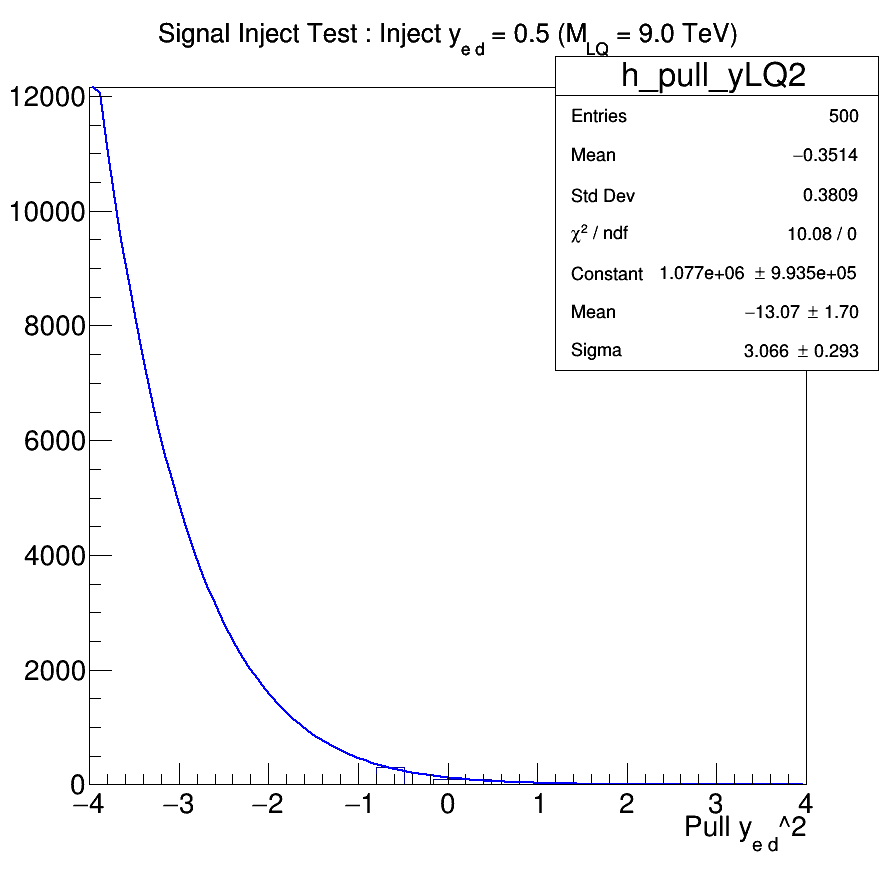 Signal Inject Test : Inject y_{e d} = 0.5 (M_{LQ} = 9.0 TeV)
h_pull_yLQ2
Entries 500
Mean −0.3514
Std Dev 0.3809
χ² / ndf 10.08 / 0
Constant 1.077e+06 ± 9.935e+05
Mean −13.07 ± 1.70
Sigma 3.066 ± 0.293
12000
10000
8000
6000
4000
2000
0
−4 −3 −2 −1 0 1 2 3 4
Pull y_{e d}^2